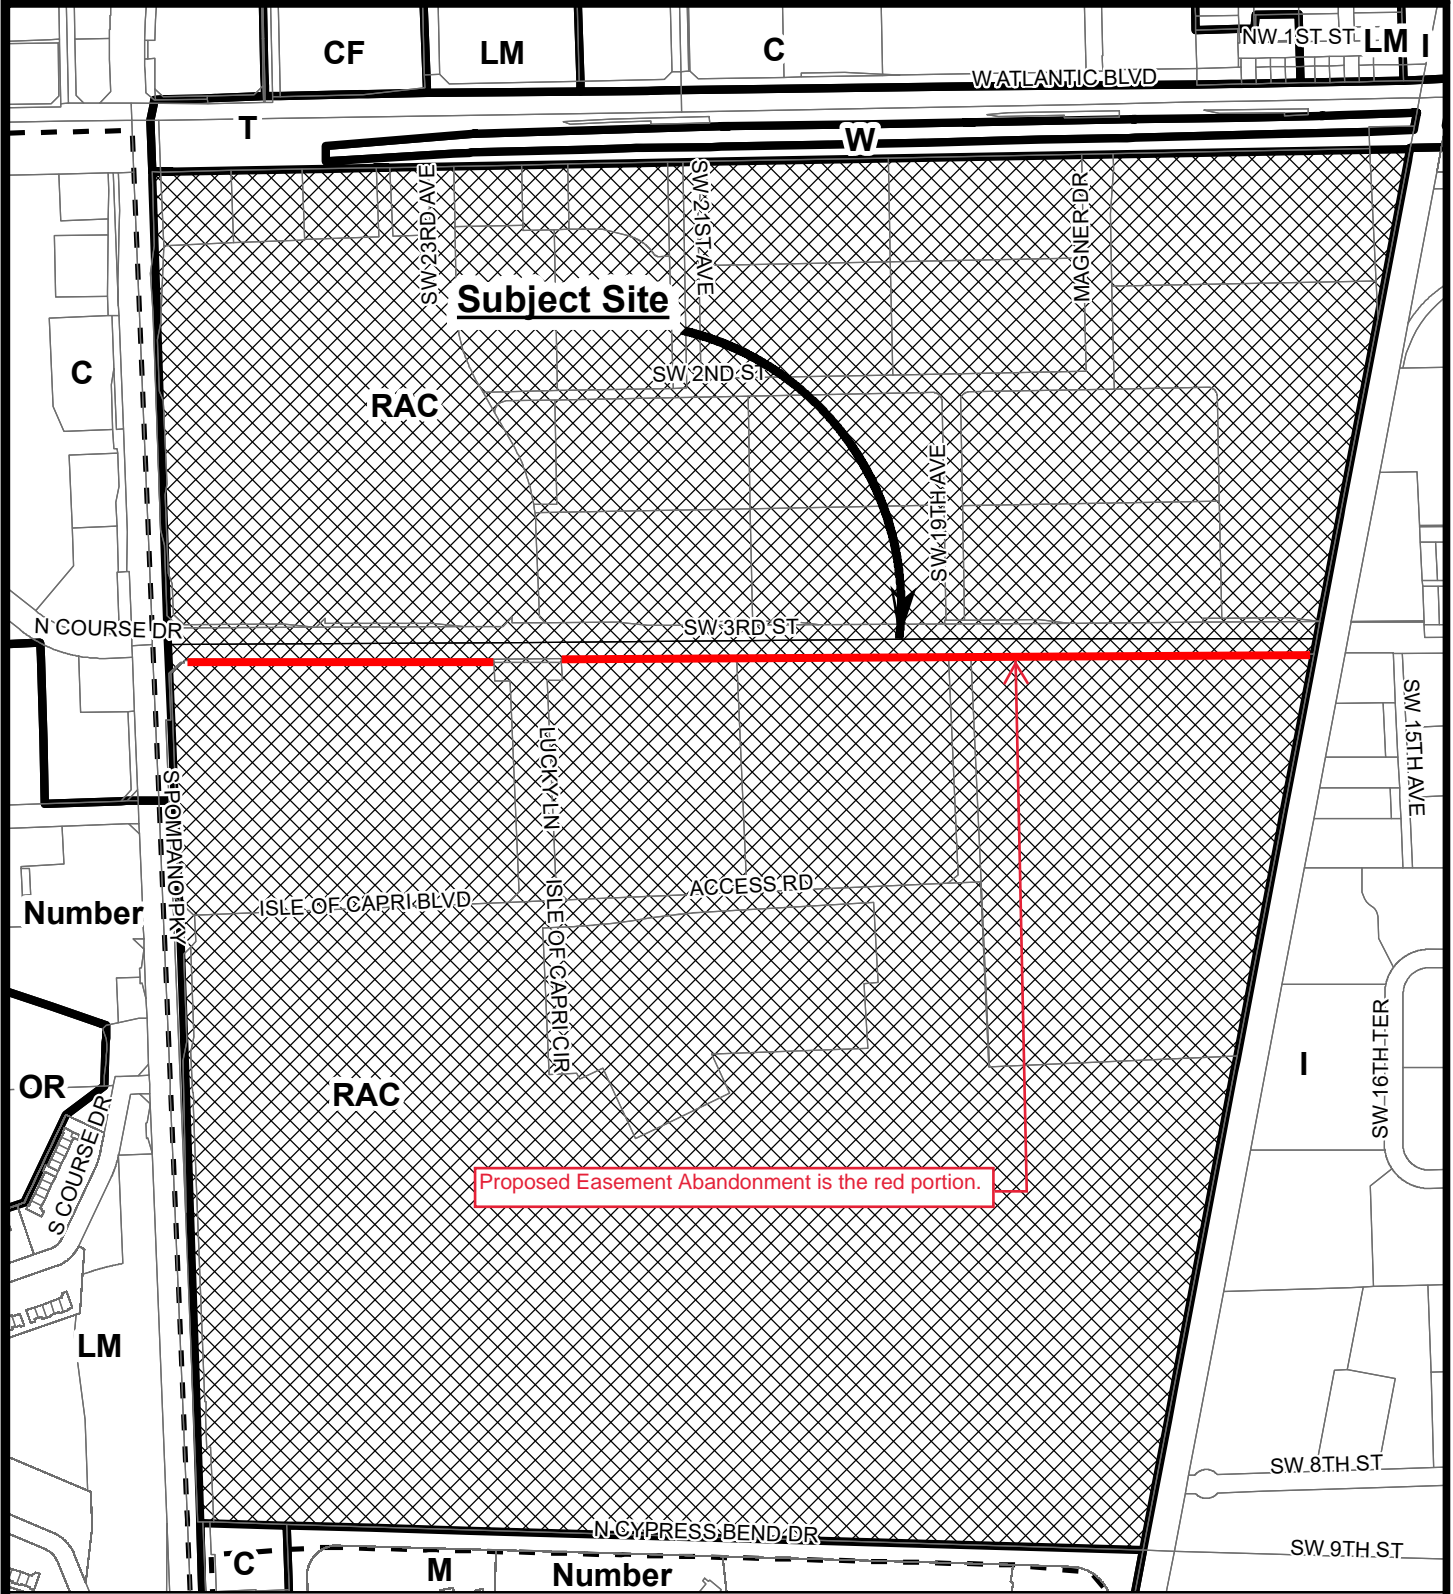 CF
LM
C
NW 1ST ST
LM
I
W ATLANTIC BLVD
T
W
SW 23RD AVE
SW 21ST AVE
MAGNER DR
Subject Site
C
SW 2ND ST
RAC
SW 19TH AVE
N COURSE DR
SW 3RD ST
LUCKY LN
SW 15TH AVE
S POMPANO PKY
ISLE OF CAPRI BLVD
ACCESS RD
Number
ISLE OF CAPRI CIR
SW 16TH TER
I
OR
RAC
S COURSE DR
Proposed Easement Abandonment is the red portion.
LM
SW 8TH ST
N CYPRESS BEND DR
SW 9TH ST
C
M
Number